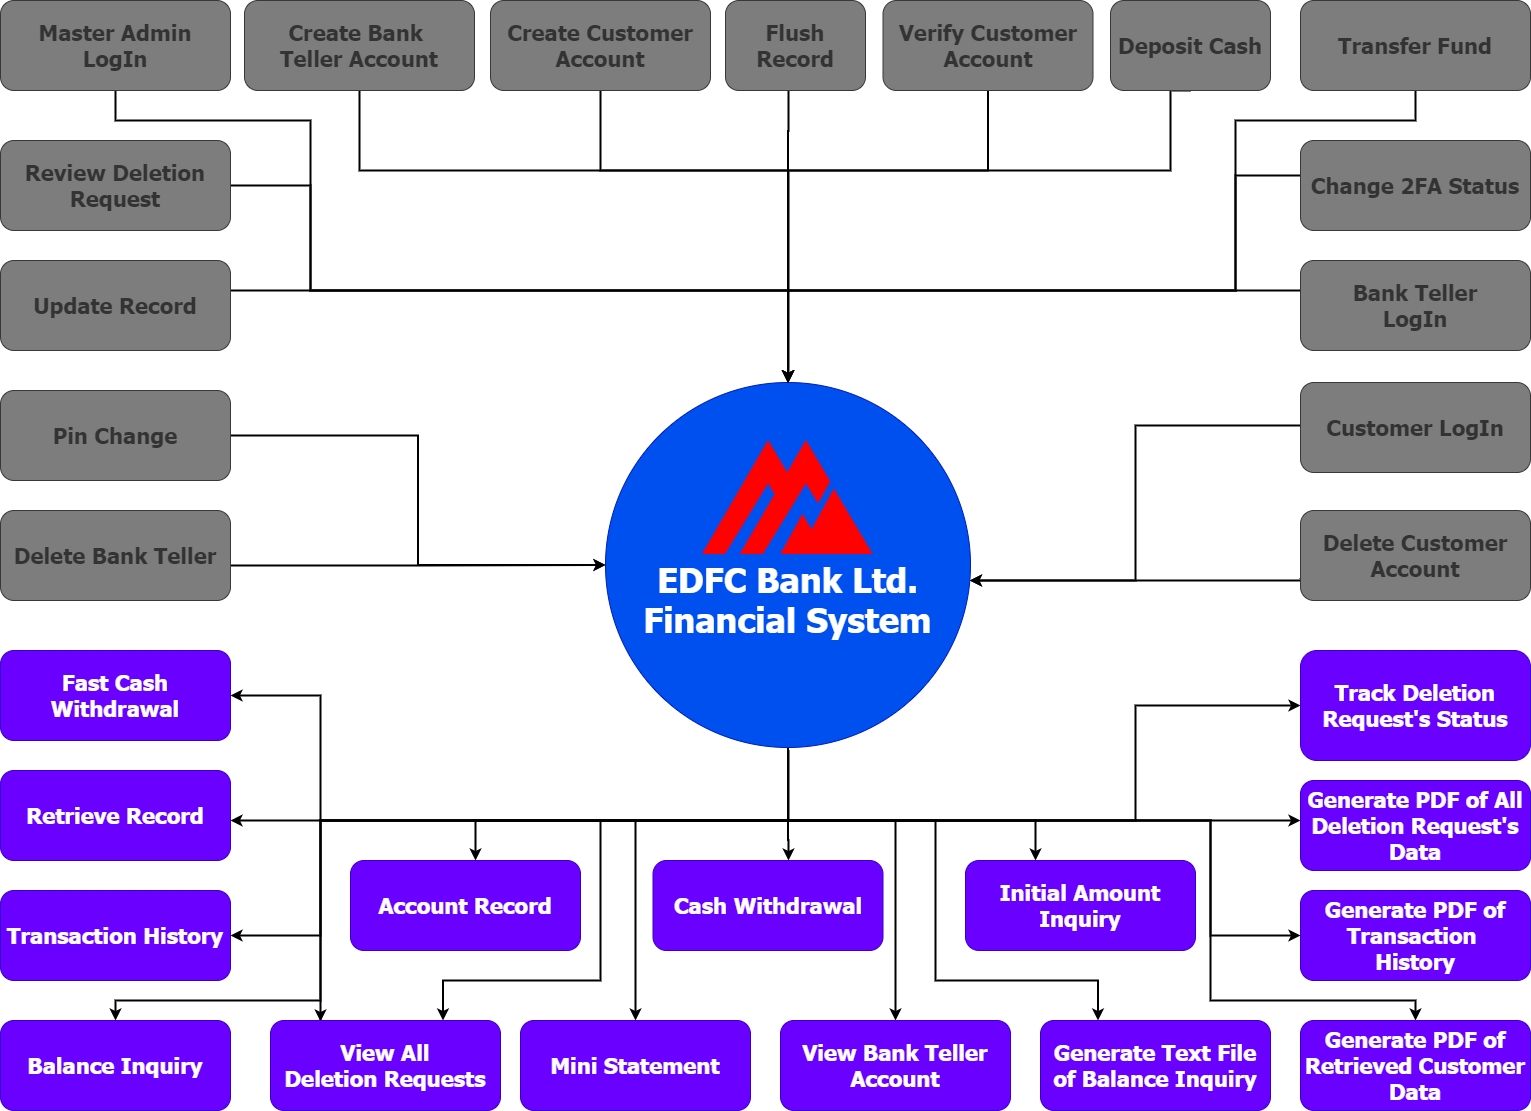 Master Admin
LogIn
Create Bank
Teller Account
Create Customer
Account
Flush
Record
Verify Customer
Account
Deposit Cash
Transfer Fund
Review Deletion
Request
Change 2FA Status
Update Record
Bank Teller
LogIn
Pin Change
Customer LogIn
Delete Bank Teller
Delete Customer
Account
EDFC Bank Ltd.
Financial System
Fast Cash
Withdrawal
Track Deletion
Request's Status
Retrieve Record
Generate PDF of All
Deletion Request's
Data
Account Record
Cash Withdrawal
Initial Amount
Inquiry
Transaction History
Generate PDF of
Transaction
History
Balance Inquiry
View All
Deletion Requests
Mini Statement
View Bank Teller
Account
Generate Text File
of Balance Inquiry
Generate PDF of
Retrieved Customer
Data